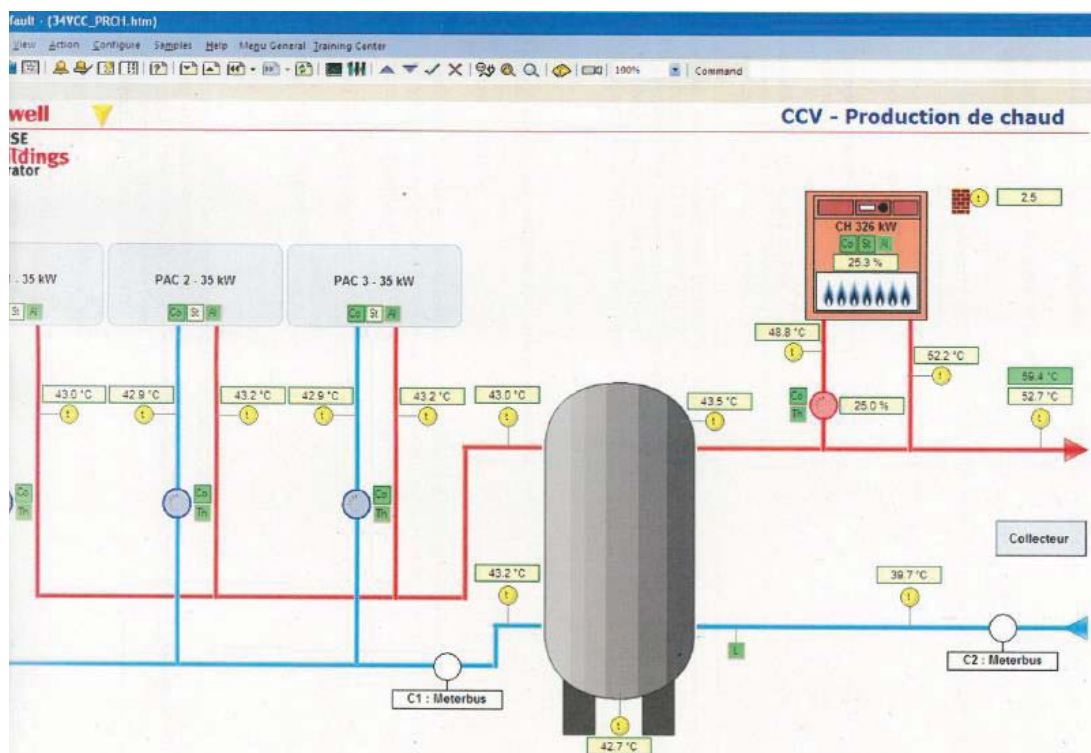 fault - (34VCC_PRCH.htm)
View Action Configure Samples Help Menu General Training Center
100% Command
well
CCV - Production de chaud
SE
ldings
rator
2.5
CH 326 kW
Co St Al
25.3 %
- 35 kW
PAC 2 - 35 kW
PAC 3 - 35 kW
St Al
Co St Al
Co St Al
48.8 °C
t
52.2 °C
t
43.0 °C
t
42.9 °C
t
43.2 °C
t
42.9 °C
t
43.2 °C
t
43.0 °C
t
43.5 °C
t
Co
Th
25.0 %
59.4 °C
52.7 °C
t
Co
Th
Co
Th
Co
Th
Collecteur
43.2 °C
t
39.7 °C
t
L
C1 : Meterbus
C2 : Meterbus
t
42.7 °C